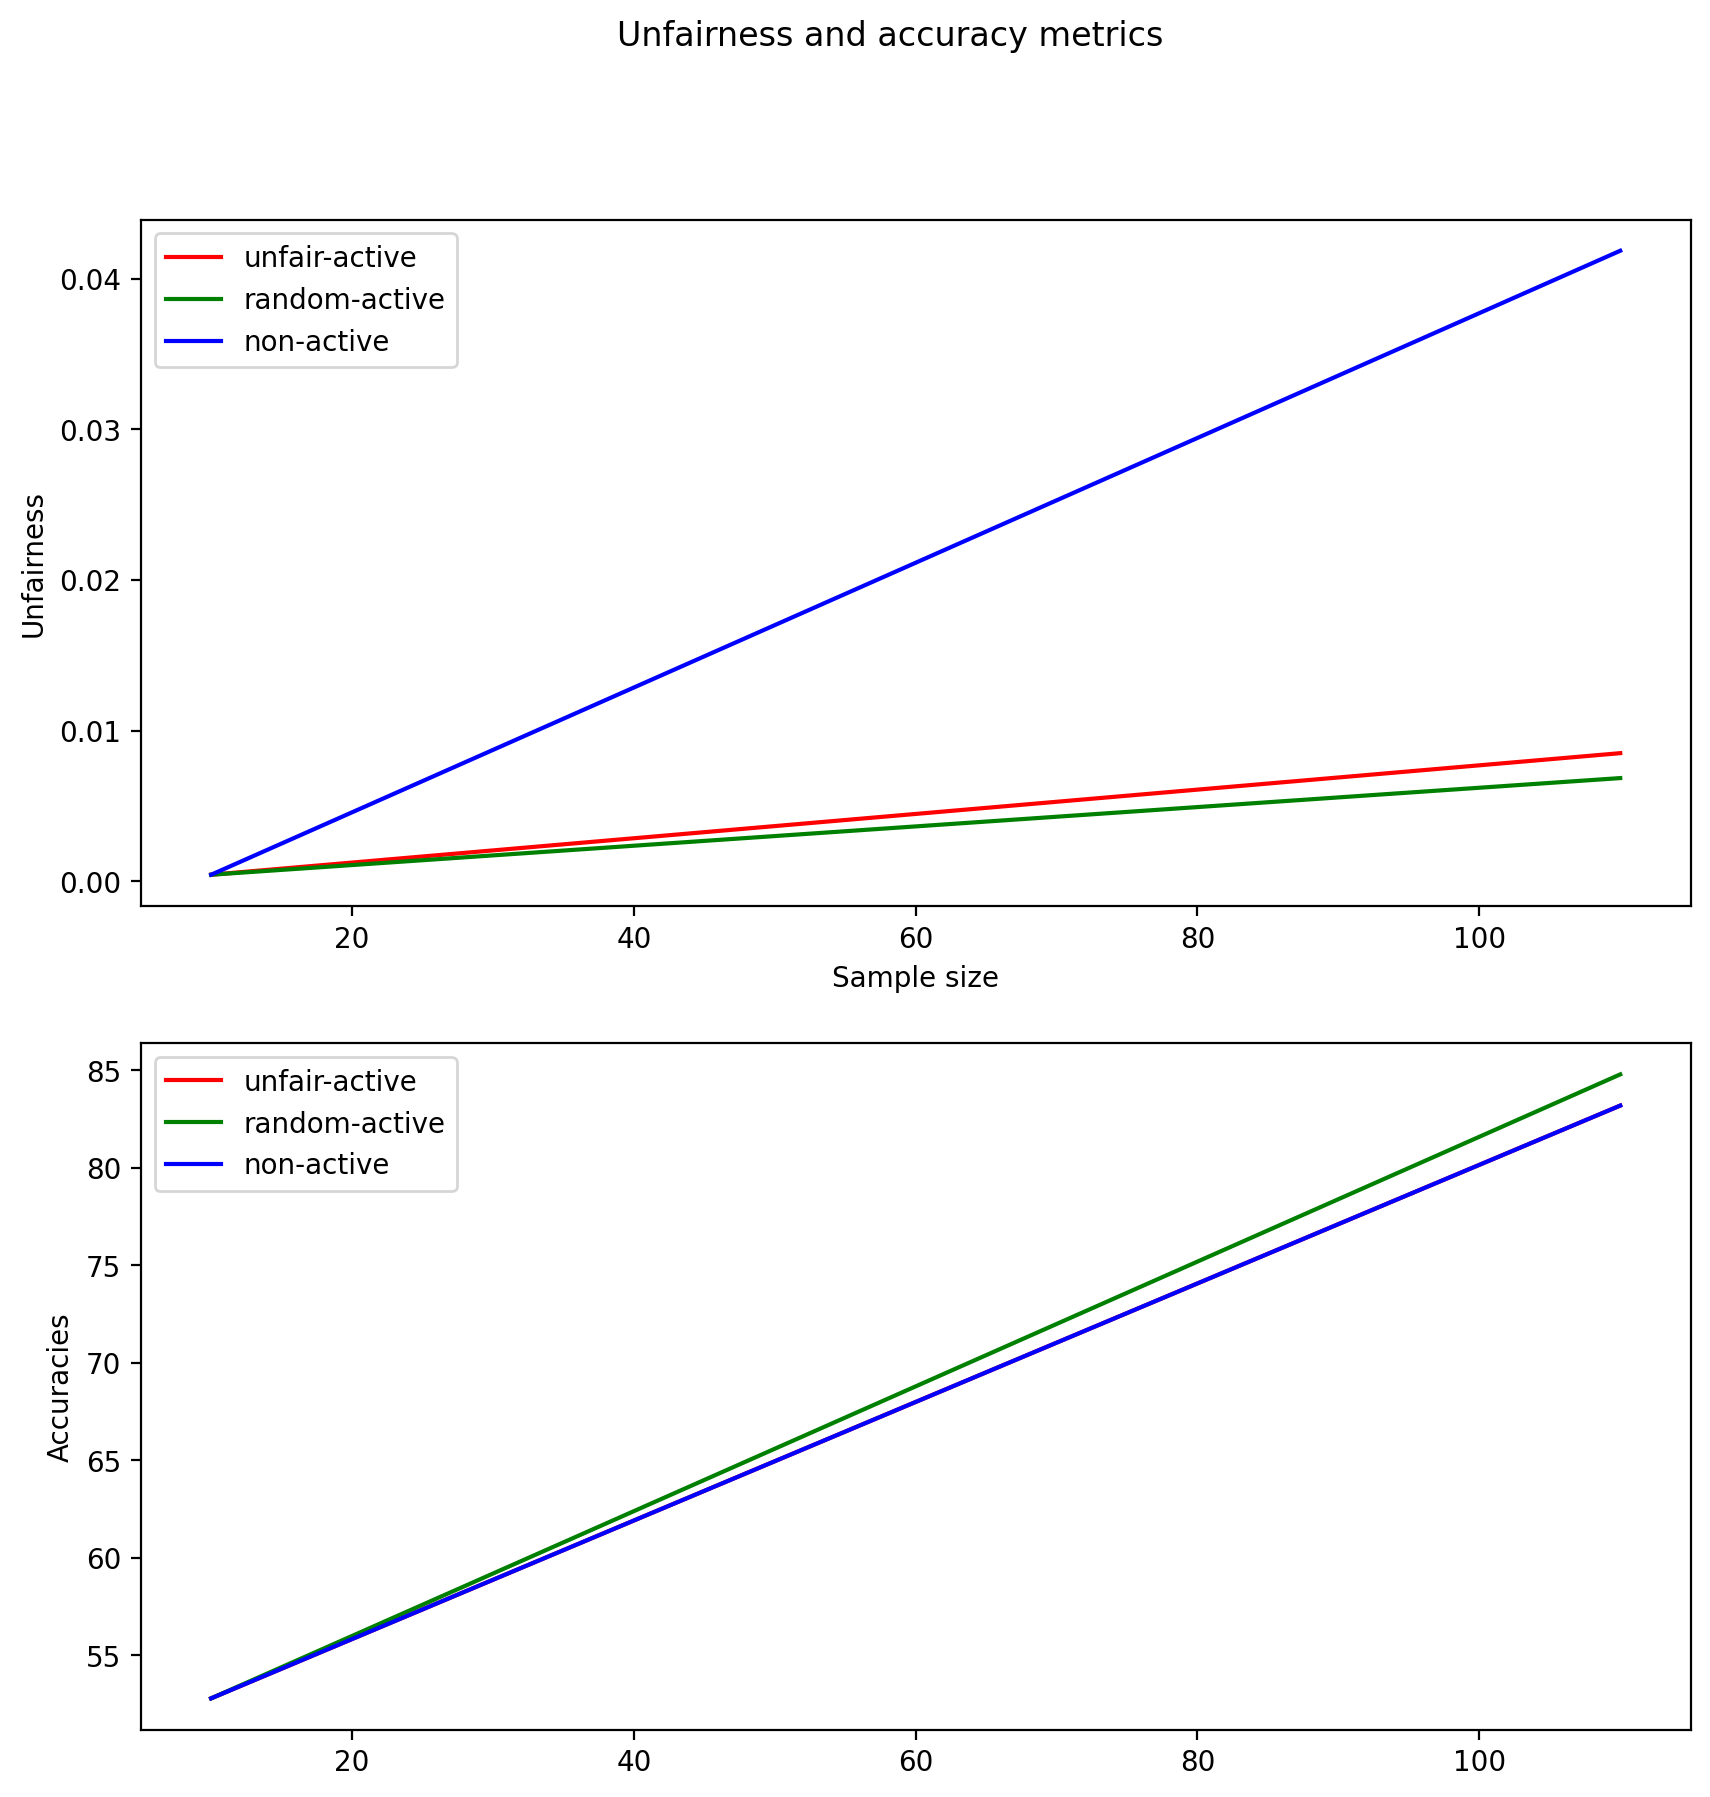 Unfairness and accuracy metrics
unfair-active
random-active
non-active
0.04
0.03
0.02
0.01
0.00
Unfairness
20 40 60 80 100
Sample size
unfair-active
random-active
non-active
85
80
75
70
65
60
55
Accuracies
20 40 60 80 100